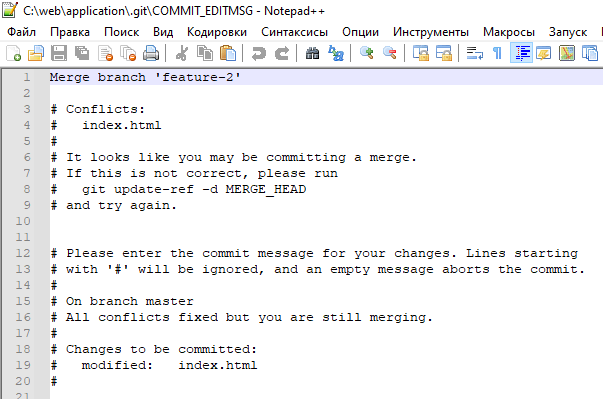 C:\web\application\.git\COMMIT_EDITMSG - Notepad++
Файл Правка Поиск Вид Кодировки Синтаксисы Опции Инструменты Макросы Запуск
1 Merge branch 'feature-2'
2
3 # Conflicts:
4 #   index.html
5 #
6 # It looks like you may be committing a merge.
7 # If this is not correct, please run
8 #   git update-ref -d MERGE_HEAD
9 # and try again.
10
11
12 # Please enter the commit message for your changes. Lines starting
13 # with '#' will be ignored, and an empty message aborts the commit.
14 #
15 # On branch master
16 # All conflicts fixed but you are still merging.
17 #
18 # Changes to be committed:
19 #   modified:   index.html
20 #
21